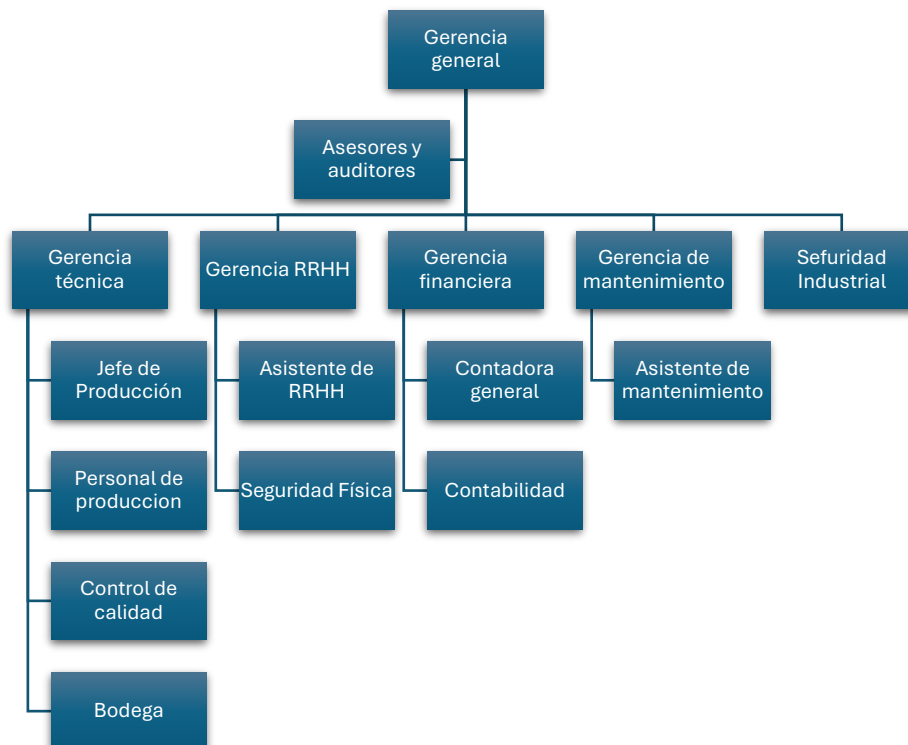 Gerencia
general
Asesores y
auditores
Gerencia
técnica
Gerencia RRHH
Gerencia
financiera
Gerencia de
mantenimiento
Sefuridad
Industrial
Jefe de
Producción
Asistente de
RRHH
Contadora
general
Asistente de
mantenimiento
Personal de
produccion
Seguridad Física
Contabilidad
Control de
calidad
Bodega